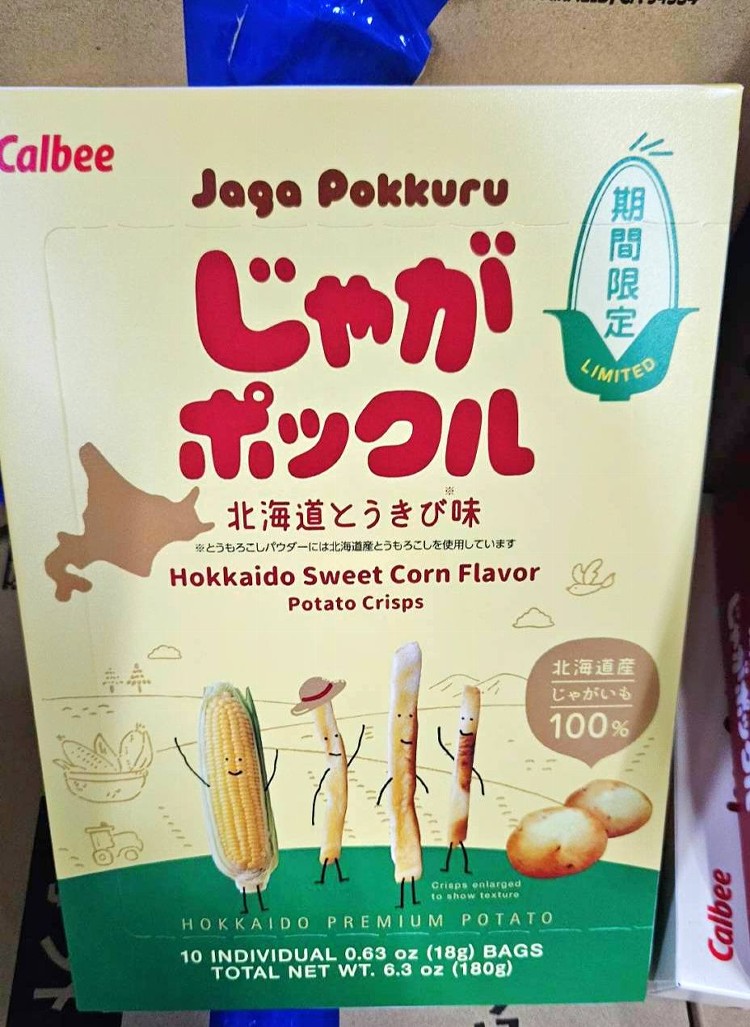 Calbee
Jaga Pokkuru
じゃが
ポックル
期間限定
LIMITED
北海道とうきび※味
※とうもろこしパウダーには北海道産とうもろこしを使用しています
Hokkaido Sweet Corn Flavor
Potato Crisps
北海道産
じゃがいも
100%
Crisps enlarged
to show texture
HOKKAIDO PREMIUM POTATO
10 INDIVIDUAL 0.63 oz (18g) BAGS
TOTAL NET WT. 6.3 oz (180g)
Calbee